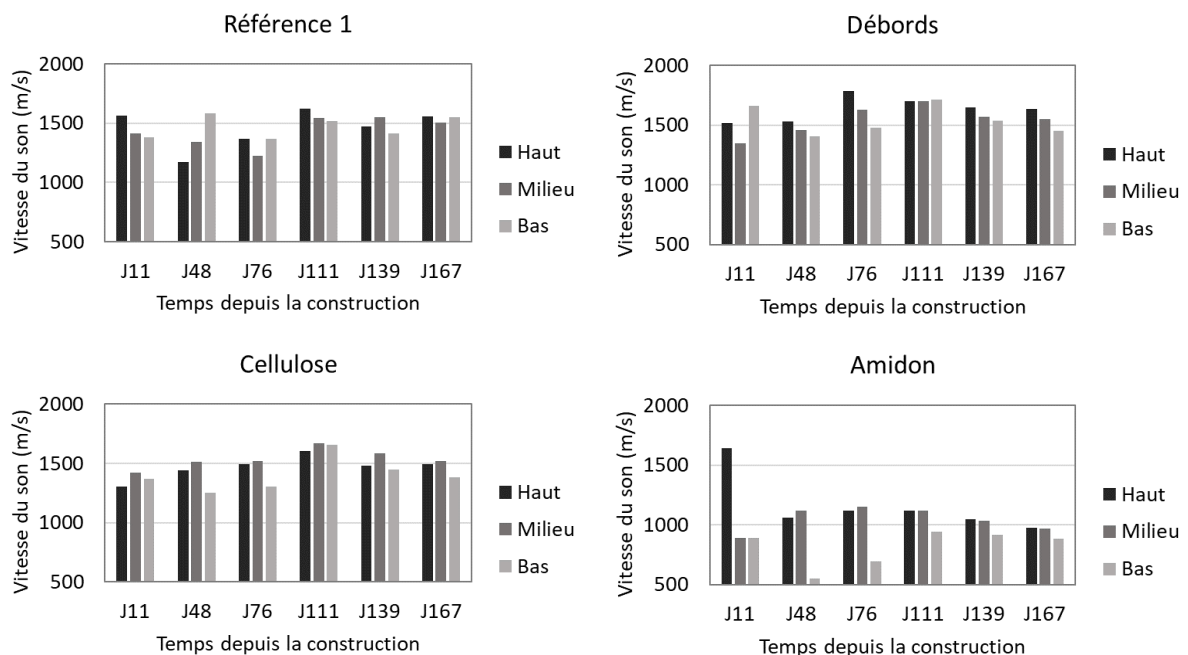 Référence 1
Vitesse du son (m/s)
2000
1500
1000
500
J11 J48 J76 J111 J139 J167
Temps depuis la construction
Haut
Milieu
Bas
Débords
Vitesse du son (m/s)
2000
1500
1000
500
J11 J48 J76 J111 J139 J167
Temps depuis la construction
Haut
Milieu
Bas
Cellulose
Vitesse du son (m/s)
2000
1500
1000
500
J11 J48 J76 J111 J139 J167
Temps depuis la construction
Haut
Milieu
Bas
Amidon
Vitesse du son (m/s)
2000
1500
1000
500
J11 J48 J76 J111 J139 J167
Temps depuis la construction
Haut
Milieu
Bas